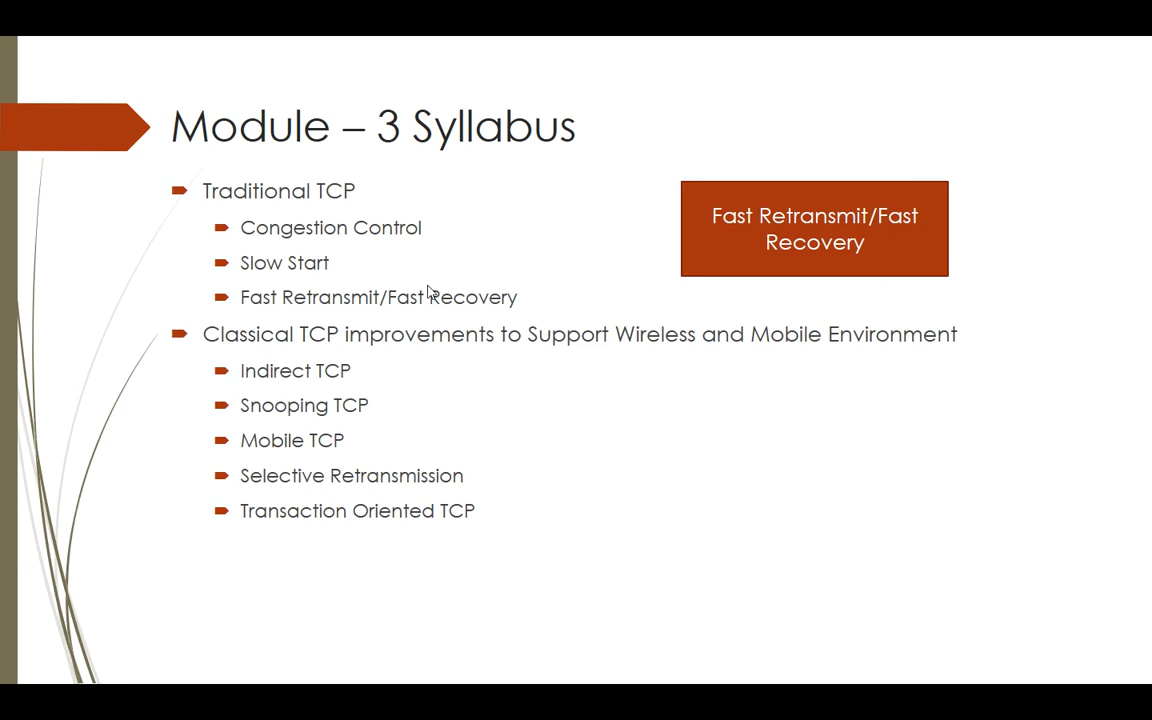 Module – 3 Syllabus
Traditional TCP
Congestion Control
Slow Start
Fast Retransmit/Fast Recovery
Classical TCP improvements to Support Wireless and Mobile Environment
Indirect TCP
Snooping TCP
Mobile TCP
Selective Retransmission
Transaction Oriented TCP
Fast Retransmit/Fast
Recovery